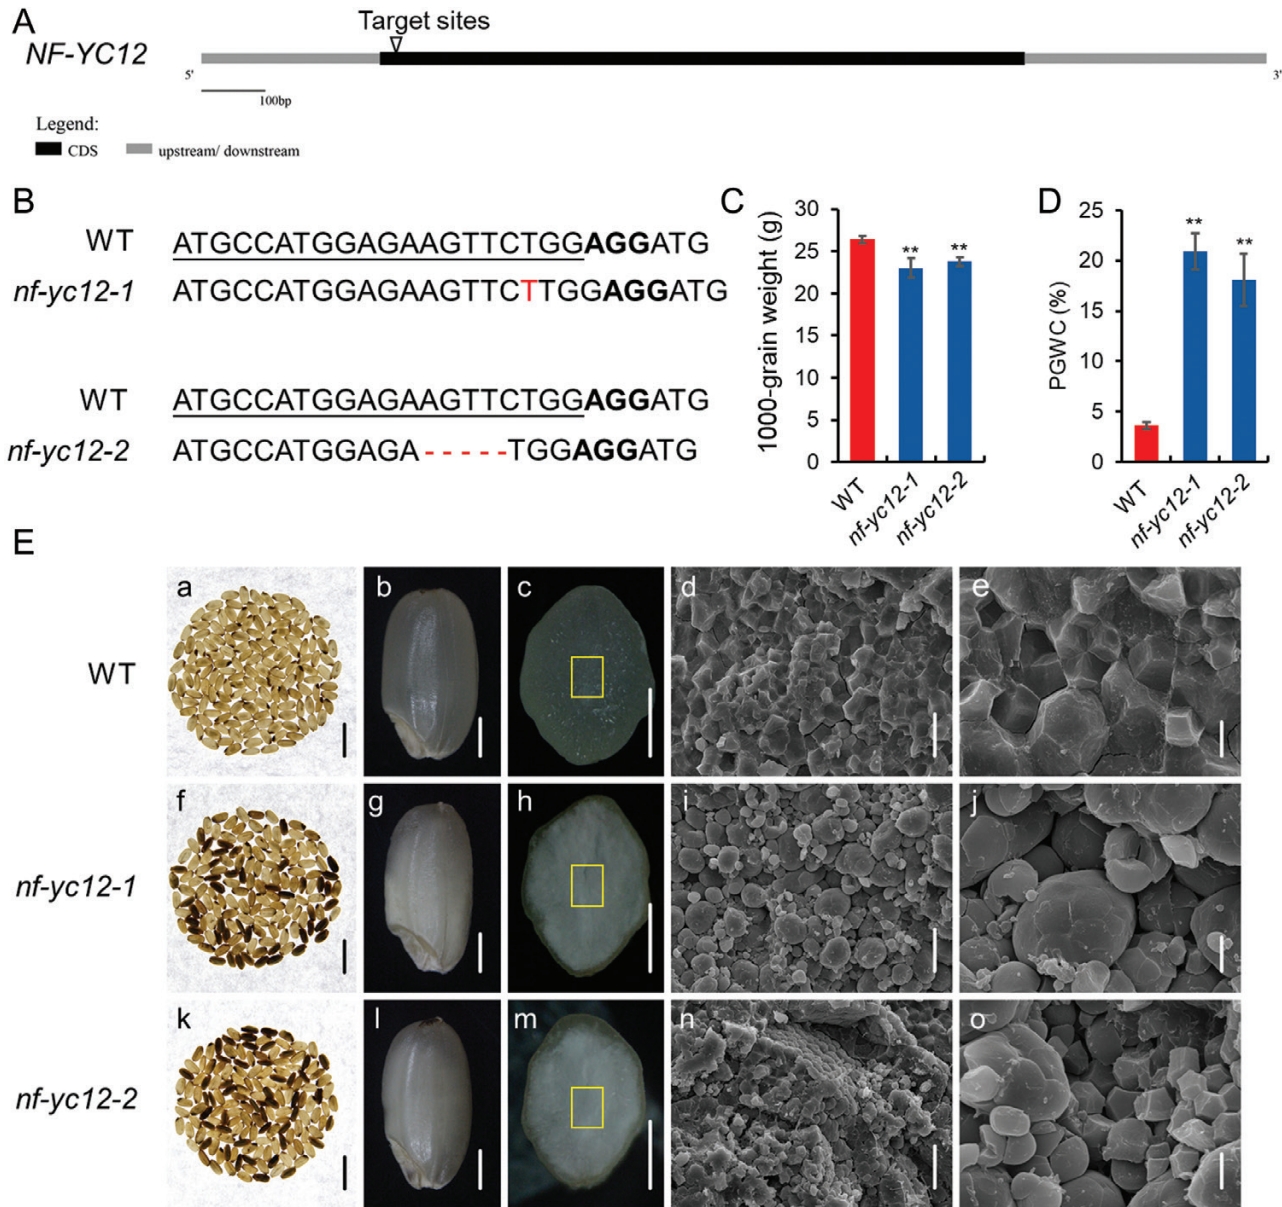 A
Target sites
NF-YC12
5'
3'
100bp
Legend:
CDS
upstream/ downstream
B
WT
ATGCCATGGAGAAGTTCTGGAGGATG
nf-yc12-1
ATGCCATGGAGAAGTTCTTGGAGGATG
WT
ATGCCATGGAGAAGTTCTGGAGGATG
nf-yc12-2
ATGCCATGGAGA-----TGGAGGATG
C
1000-grain weight (g)
30
25
20
15
10
5
0
**
**
WT
nf-yc12-1
nf-yc12-2
D
PGWC (%)
25
20
15
10
5
0
**
**
WT
nf-yc12-1
nf-yc12-2
E
WT
a
b
c
d
e
nf-yc12-1
f
g
h
i
j
nf-yc12-2
k
l
m
n
o